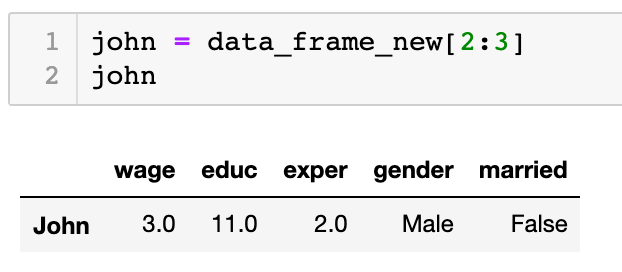 1 john = data_frame_new[2:3]
2 john
wage educ exper gender married
John 3.0 11.0 2.0 Male False